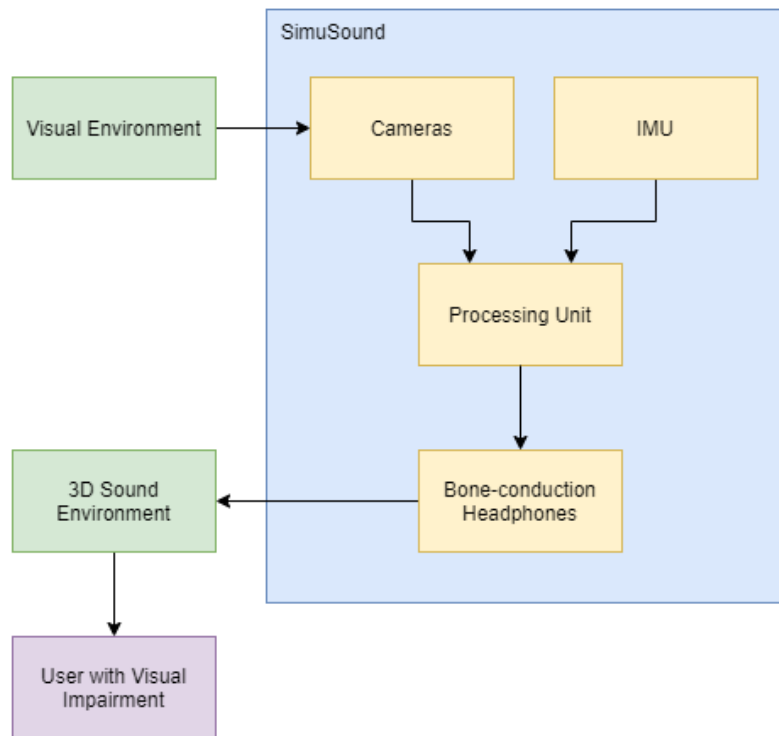 SimuSound
Visual Environment
Cameras
IMU
Processing Unit
3D Sound
Environment
Bone-conduction
Headphones
User with Visual
Impairment